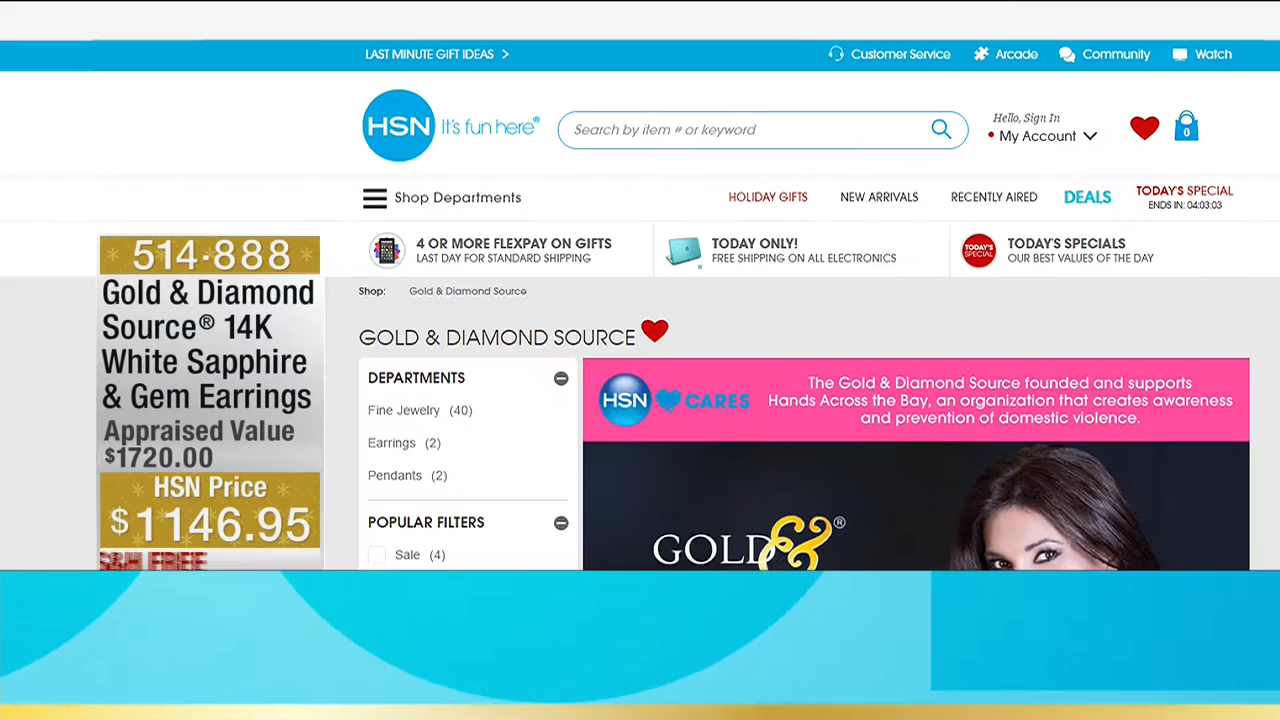 LAST MINUTE GIFT IDEAS >
Customer Service
Arcade
Community
Watch
HSN It's fun here®
Search by item # or keyword
Hello, Sign In
My Account
0
Shop Departments
HOLIDAY GIFTS
NEW ARRIVALS
RECENTLY AIRED
DEALS
TODAY'S SPECIAL
ENDS IN: 04:03:03
4 OR MORE FLEXPAY ON GIFTS
LAST DAY FOR STANDARD SHIPPING
TODAY ONLY!
FREE SHIPPING ON ALL ELECTRONICS
TODAY'S
SPECIAL
TODAY'S SPECIALS
OUR BEST VALUES OF THE DAY
514-888
Gold & Diamond
Source® 14K
White Sapphire
& Gem Earrings
Appraised Value
$1720.00
HSN Price
$1146.95
S&H FREE
Shop: Gold & Diamond Source
GOLD & DIAMOND SOURCE
DEPARTMENTS
Fine Jewelry (40)
Earrings (2)
Pendants (2)
POPULAR FILTERS
Sale (4)
HSN CARES
The Gold & Diamond Source founded and supports
Hands Across the Bay, an organization that creates awareness
and prevention of domestic violence.
GOLD &®